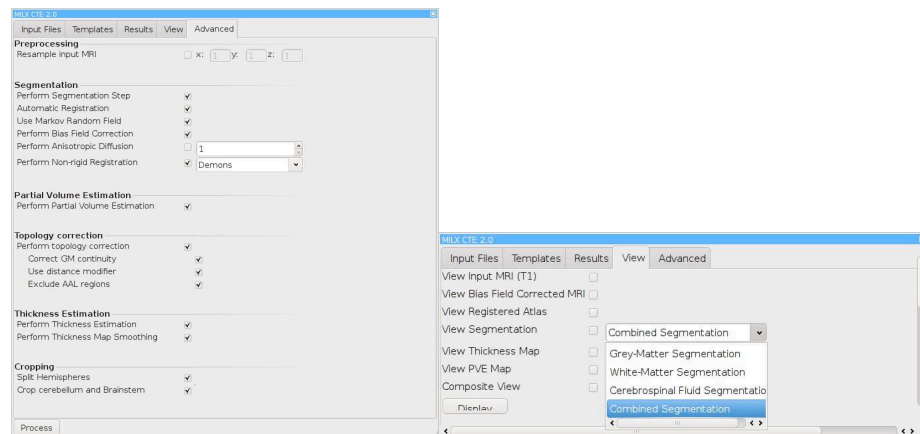 MILX CTE 2.0
Input Files Templates Results View Advanced
Preprocessing
Resample input MRI x: 1 y: 1 z: 1
Segmentation
Perform Segmentation Step
Automatic Registration
Use Markov Random Field
Perform Bias Field Correction
Perform Anisotropic Diffusion 1
Perform Non-rigid Registration Demons
Partial Volume Estimation
Perform Partial Volume Estimation
Topology correction
Perform topology correction
Correct GM continuity
Use distance modifier
Exclude AAL regions
Thickness Estimation
Perform Thickness Estimation
Perform Thickness Map Smoothing
Cropping
Split Hemispheres
Crop cerebellum and Brainstem
Process
MILX CTE 2.0
Input Files Templates Results View Advanced
View Input MRI (T1)
View Bias Field Corrected MRI
View Registered Atlas
View Segmentation Combined Segmentation
View Thickness Map Grey-Matter Segmentation
View PVE Map White-Matter Segmentation
Composite View Cerebrospinal Fluid Segmentatio
Display Combined Segmentation